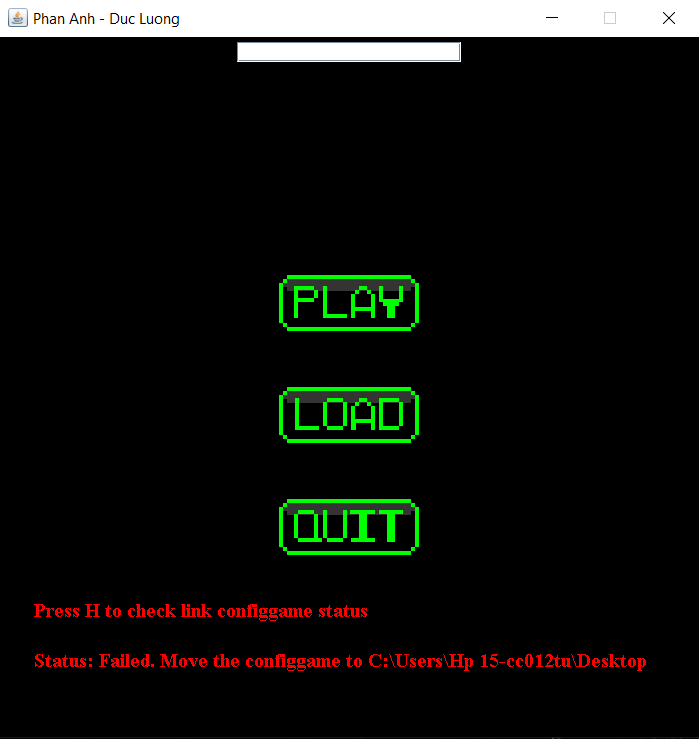 Phan Anh - Duc Luong
PLAY
LOAD
QUIT
Press H to check link configgame status
Status: Failed. Move the configgame to C:\Users\Hp 15-cc012tu\Desktop